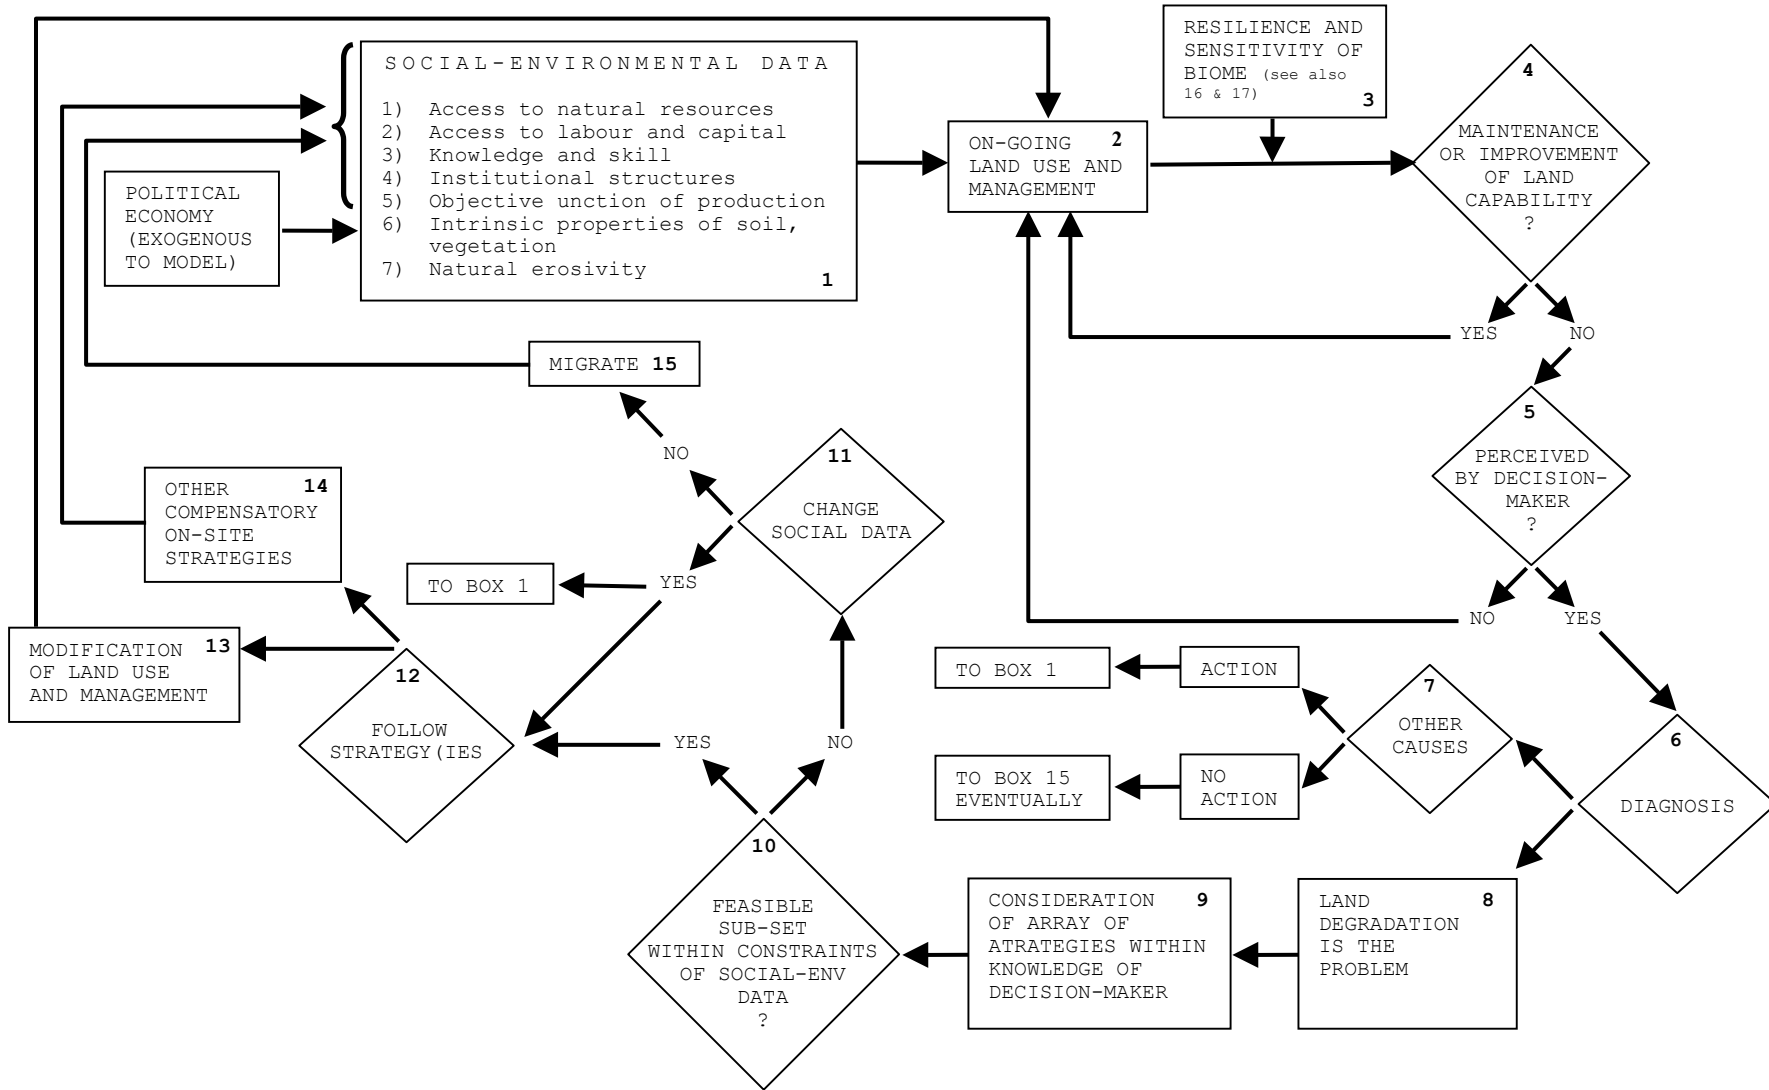 SOCIAL-ENVIRONMENTAL DATA
1) Access to natural resources
2) Access to labour and capital
3) Knowledge and skill
4) Institutional structures
5) Objective unction of production
6) Intrinsic properties of soil,
vegetation
7) Natural erosivity
1
POLITICAL
ECONOMY
(EXOGENOUS
TO MODEL)
ON-GOING 2
LAND USE AND
MANAGEMENT
RESILIENCE AND
SENSITIVITY OF
BIOME (see also
16 & 17) 3
4
MAINTENANCE
OR IMPROVEMENT
OF LAND
CAPABILITY
?
YES NO
5
PERCEIVED
BY DECISION-
MAKER
?
NO YES
6
DIAGNOSIS
7
OTHER
CAUSES
ACTION
TO BOX 1
NO
ACTION
TO BOX 15
EVENTUALLY
LAND 8
DEGRADATION
IS THE
PROBLEM
CONSIDERATION 9
OF ARRAY OF
ATRATEGIES WITHIN
KNOWLEDGE OF
DECISION-MAKER
10
FEASIBLE
SUB-SET
WITHIN CONSTRAINTS
OF SOCIAL-ENV
DATA
?
YES NO
11
CHANGE
SOCIAL DATA
NO
YES
TO BOX 1
MIGRATE 15
12
FOLLOW
STRATEGY(IES
MODIFICATION 13
OF LAND USE
AND MANAGEMENT
OTHER 14
COMPENSATORY
ON-SITE
STRATEGIES